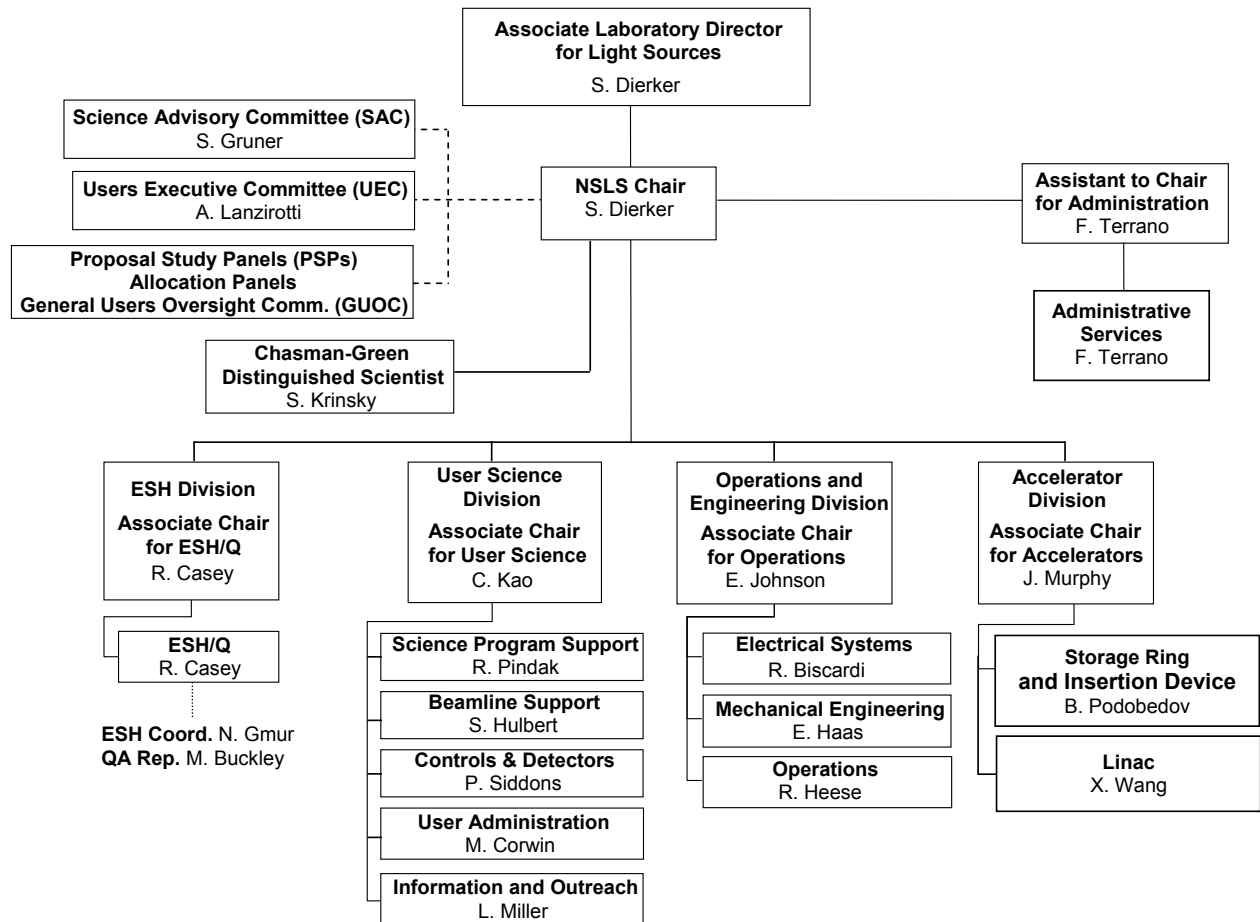 Associate Laboratory Director
for Light Sources
S. Dierker
Science Advisory Committee (SAC)
S. Gruner
Users Executive Committee (UEC)
A. Lanzirotti
Proposal Study Panels (PSPs)
Allocation Panels
General Users Oversight Comm. (GUOC)
NSLS Chair
S. Dierker
Assistant to Chair
for Administration
F. Terrano
Administrative
Services
F. Terrano
Chasman-Green
Distinguished Scientist
S. Krinsky
ESH Division
Associate Chair
for ESH/Q
R. Casey
ESH/Q
R. Casey
ESH Coord. N. Gmur
QA Rep. M. Buckley
User Science
Division
Associate Chair
for User Science
C. Kao
Science Program Support
R. Pindak
Beamline Support
S. Hulbert
Controls & Detectors
P. Siddons
User Administration
M. Corwin
Information and Outreach
L. Miller
Operations and
Engineering Division
Associate Chair
for Operations
E. Johnson
Electrical Systems
R. Biscardi
Mechanical Engineering
E. Haas
Operations
R. Heese
Accelerator
Division
Associate Chair
for Accelerators
J. Murphy
Storage Ring
and Insertion Device
B. Podobedov
Linac
X. Wang